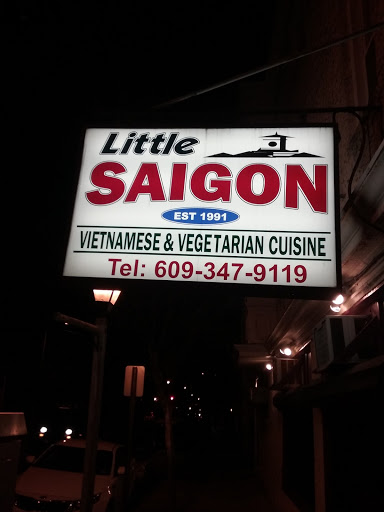 Little
SAIGON
EST 1991
VIETNAMESE & VEGETARIAN CUISINE
Tel: 609-347-9119